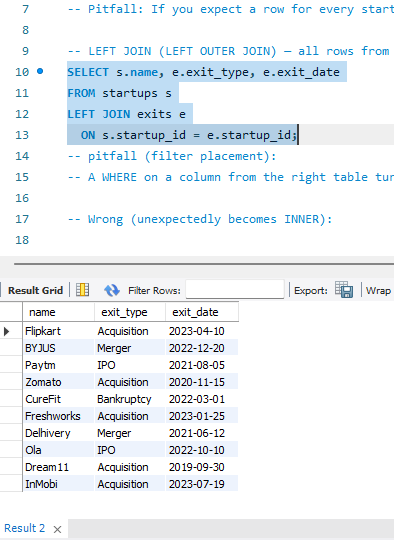 7 -- Pitfall: If you expect a row for every start
8
9 -- LEFT JOIN (LEFT OUTER JOIN) — all rows from
10 SELECT s.name, e.exit_type, e.exit_date
11 FROM startups s
12 LEFT JOIN exits e
13 ON s.startup_id = e.startup_id;
14 -- pitfall (filter placement):
15 -- A WHERE on a column from the right table tur
16
17 -- Wrong (unexpectedly becomes INNER):
18
Result Grid Filter Rows: Export: Wrap
name exit_type exit_date
Flipkart Acquisition 2023-04-10
BYJUS Merger 2022-12-20
Paytm IPO 2021-08-05
Zomato Acquisition 2020-11-15
CureFit Bankruptcy 2022-03-01
Freshworks Acquisition 2023-01-25
Delhivery Merger 2021-06-12
Ola IPO 2022-10-10
Dream11 Acquisition 2019-09-30
InMobi Acquisition 2023-07-19
Result 2 ×